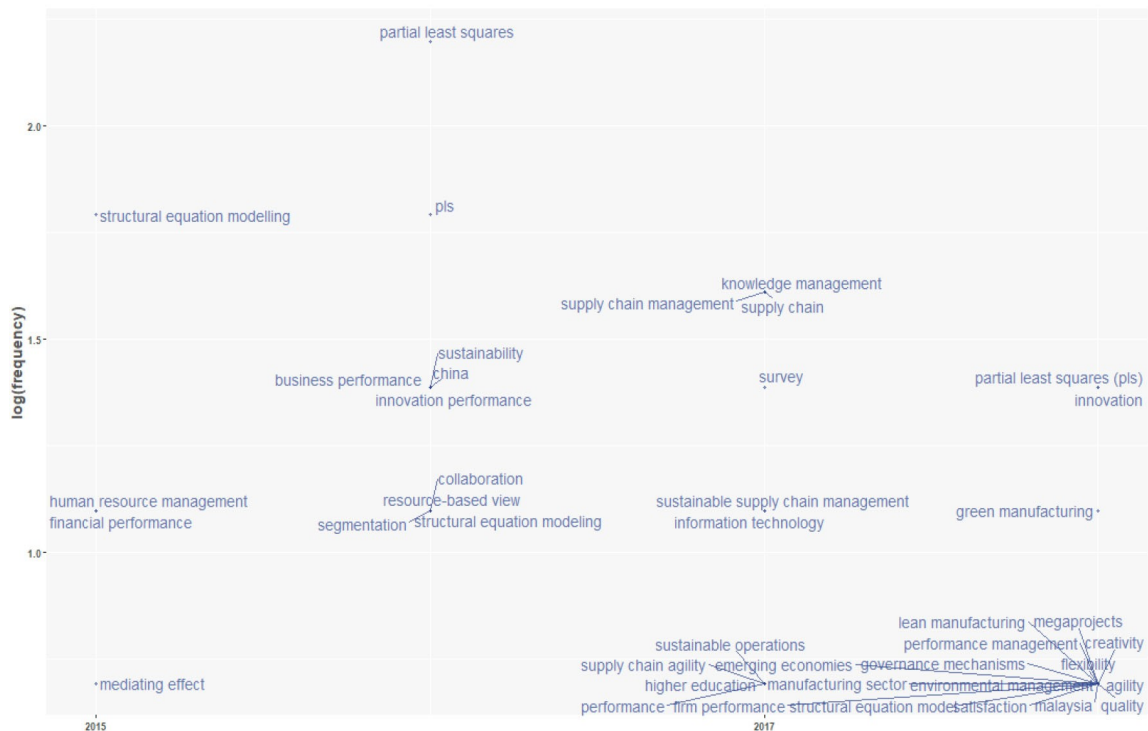 partial least squares
2.0
structural equation modelling
pls
knowledge management
supply chain management
supply chain
log(frequency)
1.5
sustainability
china
business performance
innovation performance
survey
partial least squares (pls)
innovation
collaboration
human resource management
resource-based view
sustainable supply chain management
financial performance
segmentation
structural equation modeling
information technology
green manufacturing
1.0
lean manufacturing
megaprojects
sustainable operations
performance management
creativity
supply chain agility
emerging economies
governance mechanisms
flexibility
mediating effect
higher education
manufacturing sector
environmental management
agility
performance
firm performance
structural equation model
satisfaction
malaysia
quality
2015
2017